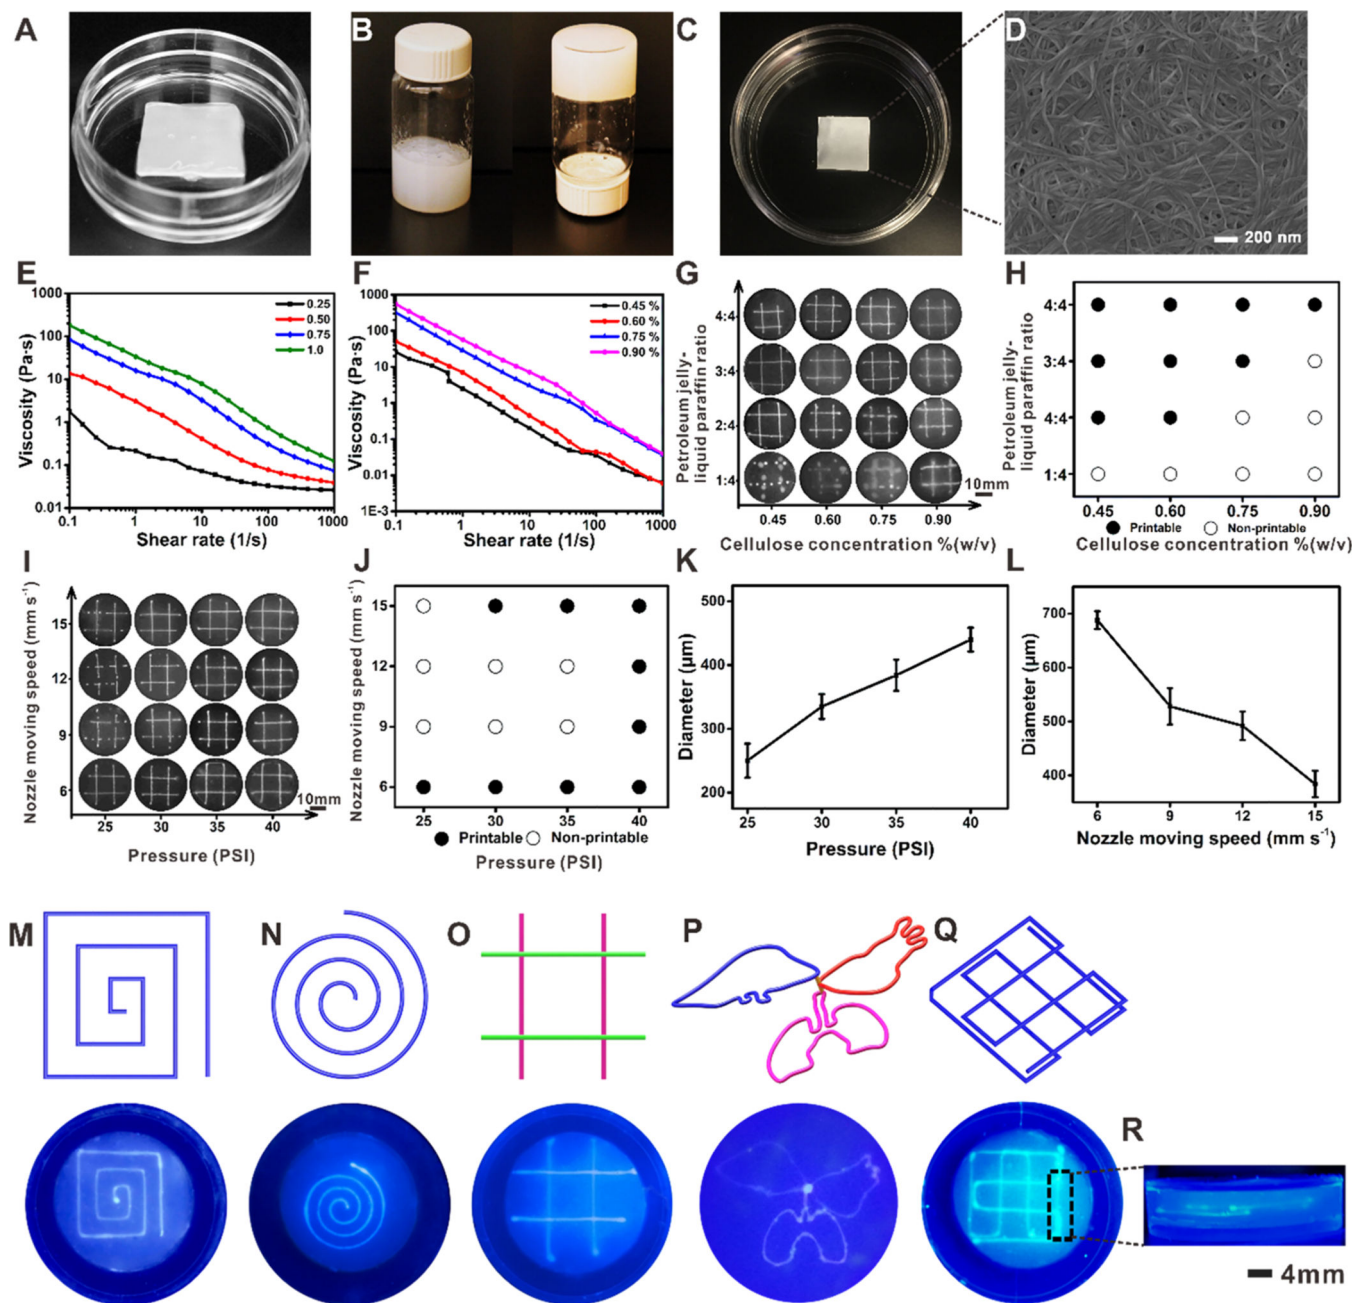 A
B
C
D
200 nm
E
Viscosity (Pa·s)
1000
100
10
1
0.1
0.01
0.25
0.50
0.75
1.0
0.1
1
10
100
1000
Shear rate (1/s)
F
Viscosity (Pa·s)
1000
100
10
1
0.1
0.01
1E-3
0.45 %
0.60 %
0.75 %
0.90 %
0.1
1
10
100
1000
Shear rate (1/s)
G
Petroleum jelly-
liquid paraffin ratio
4:4
3:4
2:4
1:4
10mm
0.45
0.60
0.75
0.90
Cellulose concentration %(w/v)
H
Petroleum jelly-
liquid paraffin ratio
4:4
3:4
4:4
1:4
0.45
0.60
0.75
0.90
Printable
Non-printable
Cellulose concentration %(w/v)
I
Nozzle moving speed (mm s⁻¹)
15
12
9
6
10mm
25
30
35
40
Pressure (PSI)
J
Nozzle moving speed (mm s⁻¹)
15
12
9
6
25
30
35
40
Printable
Non-printable
Pressure (PSI)
K
Diameter (μm)
500
400
300
200
25
30
35
40
Pressure (PSI)
L
Diameter (μm)
700
600
500
400
6
9
12
15
Nozzle moving speed (mm s⁻¹)
M
N
O
P
Q
R
4mm